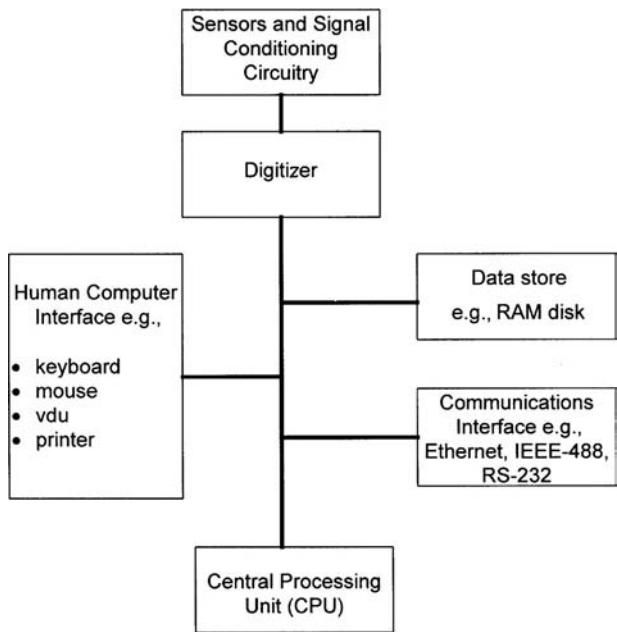 Sensors and Signal
Conditioning
Circuitry
Digitizer
Human Computer
Interface e.g.,
• keyboard
• mouse
• vdu
• printer
Data store
e.g., RAM disk
Communications
Interface e.g.,
Ethernet, IEEE-488,
RS-232
Central Processing
Unit (CPU)